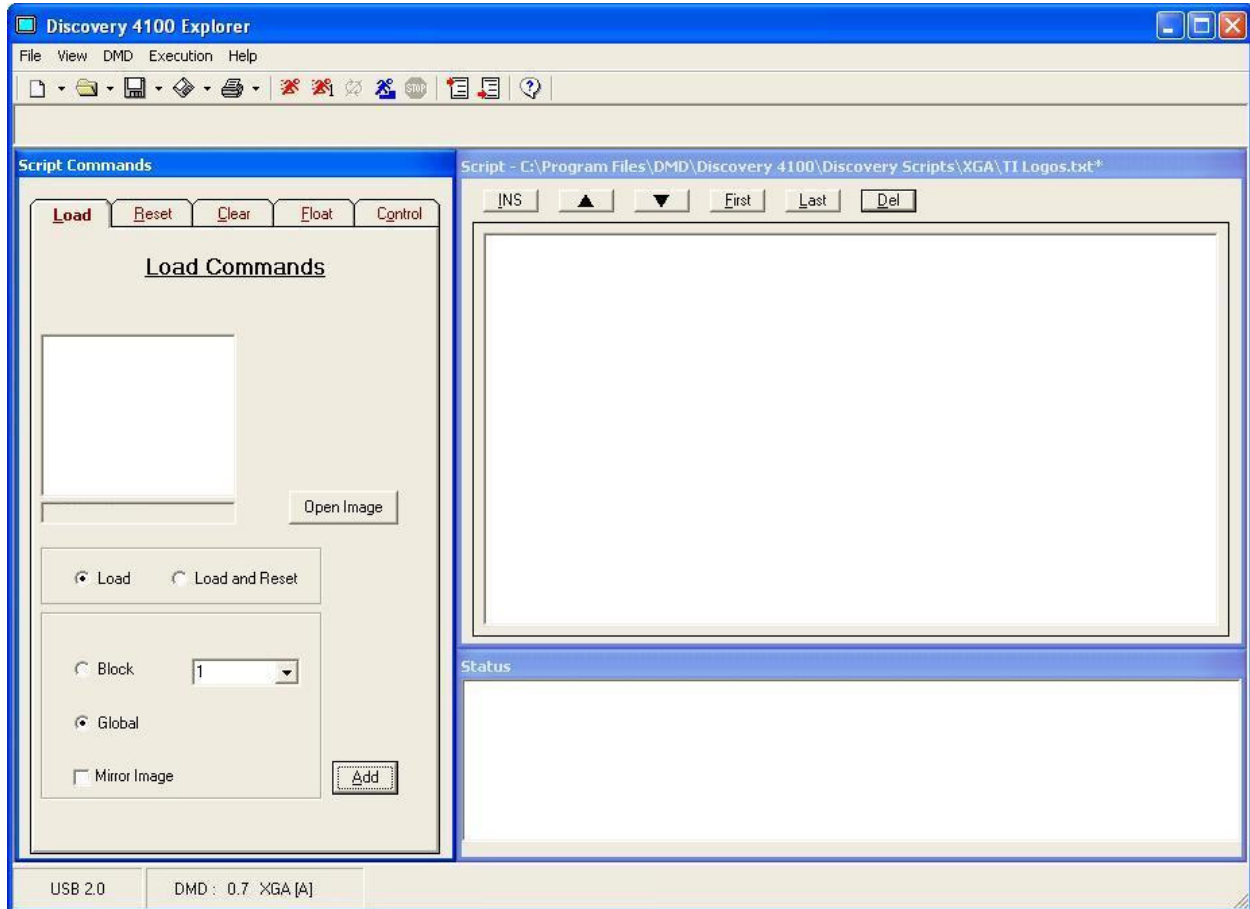 Discovery 4100 Explorer
File View DMD Execution Help
1 STOP
Script Commands
Load Reset Clear Float Control
Load Commands
Open Image
Load Load and Reset
Block 1
Global
Mirror Image
Add
Script - C:\Program Files\DMD\Discovery 4100\Discovery Scripts\XGA\TI Logos.txt*
INS First Last Del
Status
USB 2.0 DMD : 0.7 XGA [A]